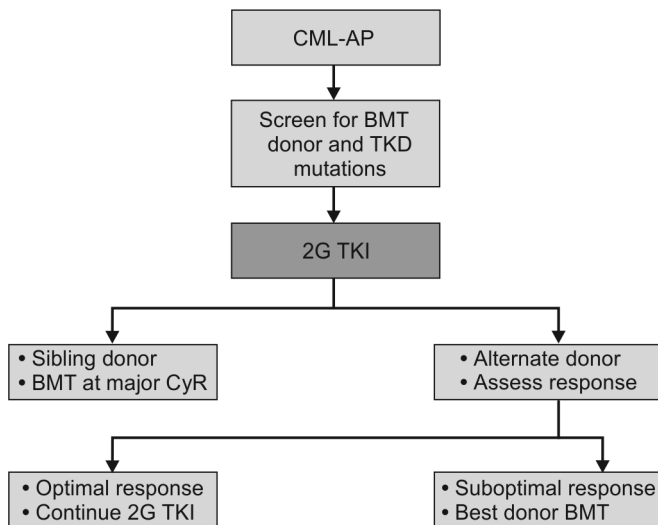 CML-AP
Screen for BMT
donor and TKD
mutations
2G TKI
• Sibling donor
• BMT at major CyR
• Alternate donor
• Assess response
• Optimal response
• Continue 2G TKI
• Suboptimal response
• Best donor BMT